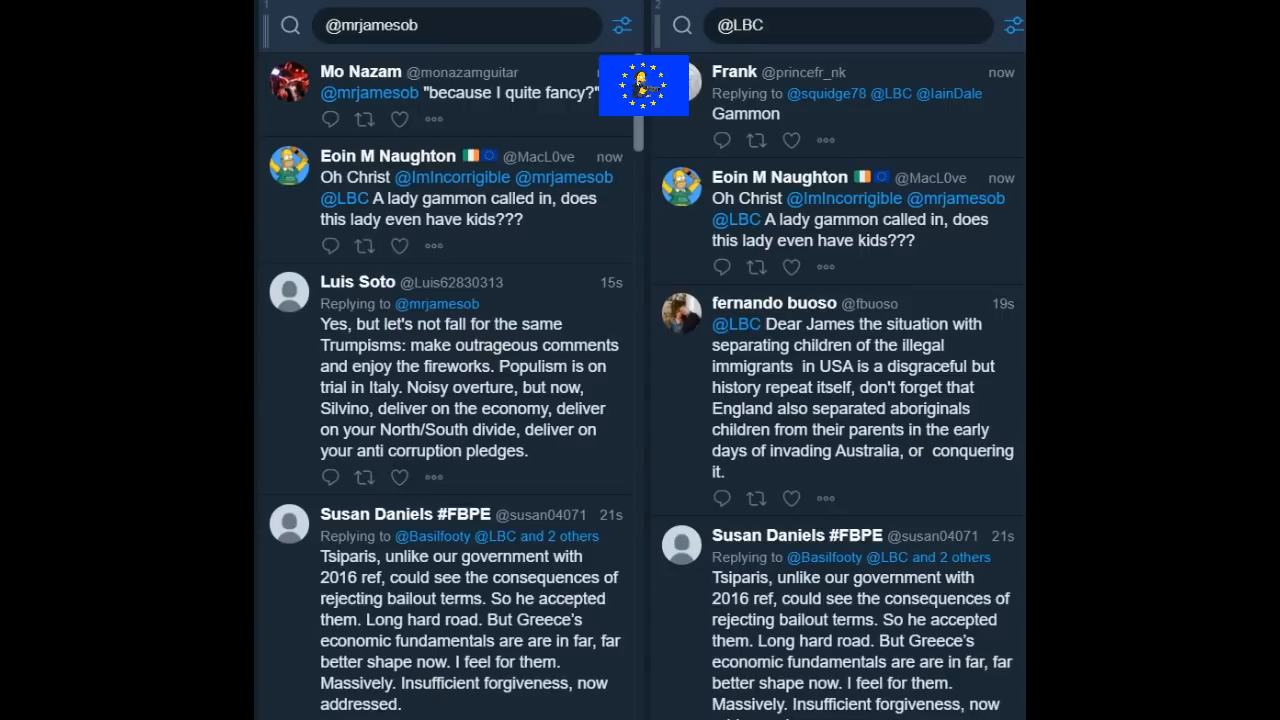 1
@mrjamesob
Mo Nazam @monazamguitar
@mrjamesob "because I quite fancy?"
Eoin M Naughton @MacL0ve now
Oh Christ @ImIncorrigible @mrjamesob
@LBC A lady gammon called in, does
this lady even have kids???
Luis Soto @Luis62830313 15s
Replying to @mrjamesob
Yes, but let's not fall for the same
Trumpisms: make outrageous comments
and enjoy the fireworks. Populism is on
trial in Italy. Noisy overture, but now,
Silvino, deliver on the economy, deliver
on your North/South divide, deliver on
your anti corruption pledges.
Susan Daniels #FBPE @susan04071 21s
Replying to @Basilfooty @LBC and 2 others
Tsiparis, unlike our government with
2016 ref, could see the consequences of
rejecting bailout terms. So he accepted
them. Long hard road. But Greece's
economic fundamentals are are in far, far
better shape now. I feel for them.
Massively. Insufficient forgiveness, now
addressed.
2
@LBC
Frank @princefr_nk now
Replying to @squidge78 @LBC @IainDale
Gammon
Eoin M Naughton @MacL0ve now
Oh Christ @ImIncorrigible @mrjamesob
@LBC A lady gammon called in, does
this lady even have kids???
fernando buoso @fbuoso 19s
@LBC Dear James the situation with
separating children of the illegal
immigrants in USA is a disgraceful but
history repeat itself, don't forget that
England also separated aboriginals
children from their parents in the early
days of invading Australia, or conquering
it.
Susan Daniels #FBPE @susan04071 21s
Replying to @Basilfooty @LBC and 2 others
Tsiparis, unlike our government with
2016 ref, could see the consequences of
rejecting bailout terms. So he accepted
them. Long hard road. But Greece's
economic fundamentals are are in far, far
better shape now. I feel for them.
Massively. Insufficient forgiveness, now